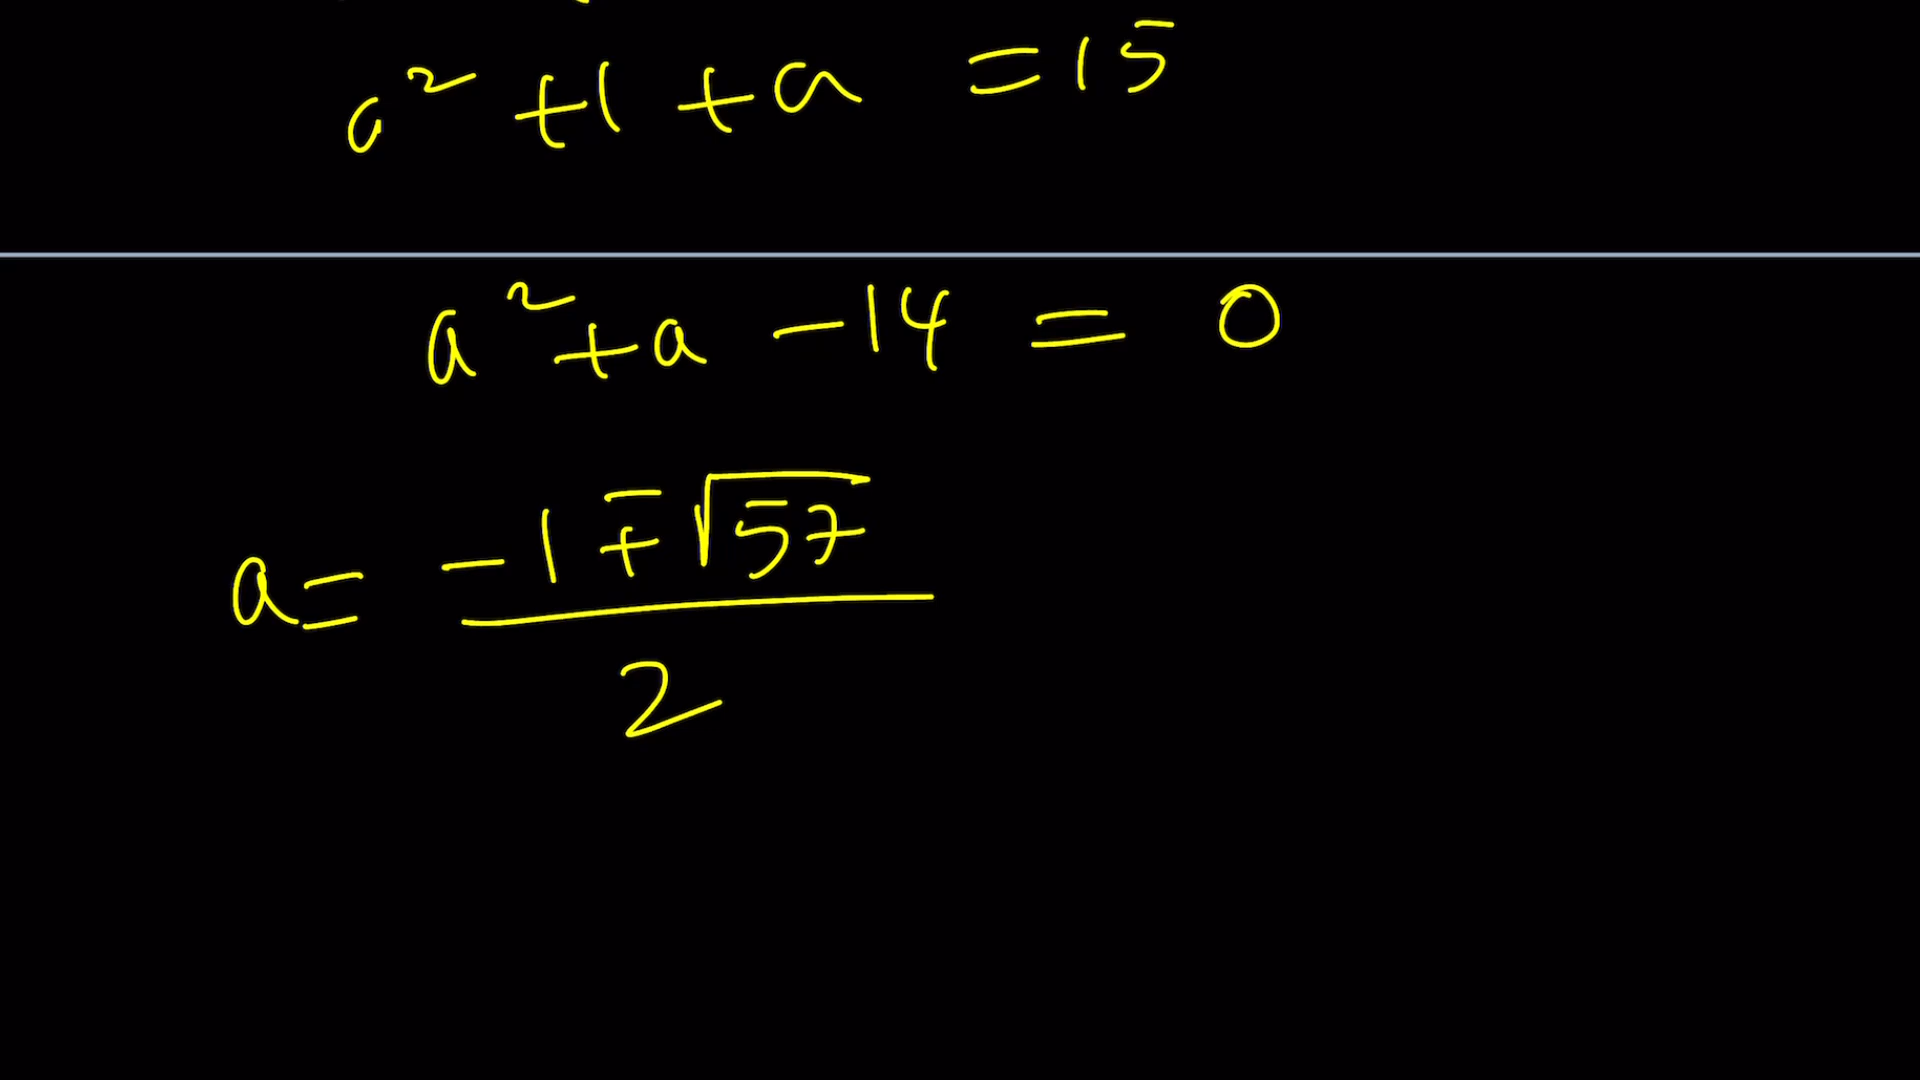 a² + 1 + a = 15
a² + a - 14 = 0
a = (-1 ∓ √57) / 2